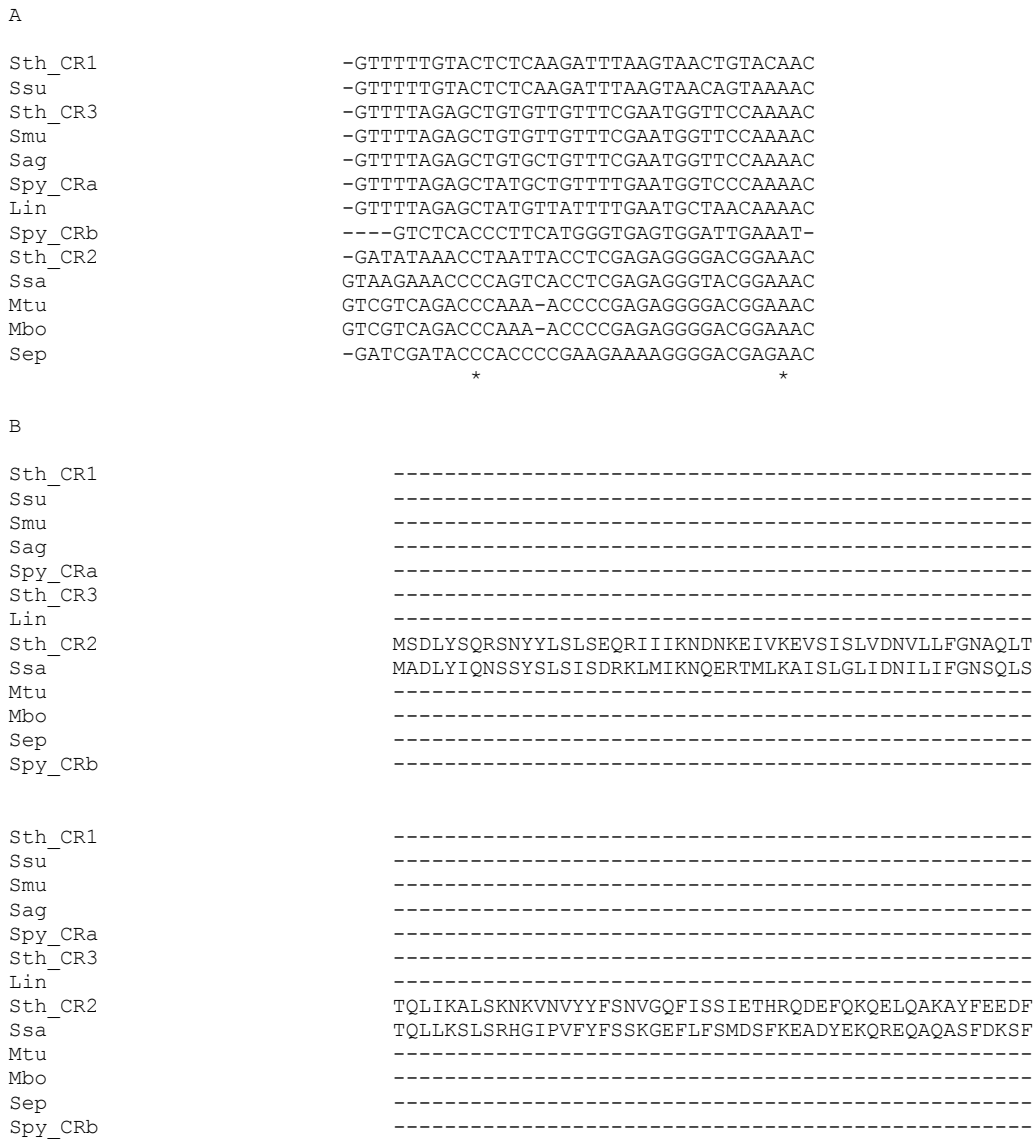 A
Sth_CR1 -GTTTTTGTACTCTCAAGATTTAAGTAACTGTACAAC
Ssu -GTTTTTGTACTCTCAAGATTTAAGTAACAGTAAAAC
Sth_CR3 -GTTTTAGAGCTGTGTTGTTTCGAATGGTTCCAAAAC
Smu -GTTTTAGAGCTGTGTTGTTTCGAATGGTTCCAAAAC
Sag -GTTTTAGAGCTGTGCTGTTTCGAATGGTTCCAAAAC
Spy_CRa -GTTTTAGAGCTATGCTGTTTTGAATGGTCCCAAAAC
Lin -GTTTTAGAGCTATGTTATTTTGAATGCTAACAAAAC
Spy_CRb ----GTCTCACCCTTCATGGGTGAGTGGATTGAAAT-
Sth_CR2 -GATATAAACCTAATTACCTCGAGAGGGGACGGAAAC
Ssa GTAAGAAACCCCAGTCACCTCGAGAGGGTACGGAAAC
Mtu GTCGTCAGACCCAAA-ACCCCGAGAGGGGACGGAAAC
Mbo GTCGTCAGACCCAAA-ACCCCGAGAGGGGACGGAAAC
Sep -GATCGATACCCACCCCGAAGAAAAGGGGACGAGAAC
* *
B
Sth_CR1 --------------------------------------------------
Ssu --------------------------------------------------
Smu --------------------------------------------------
Sag --------------------------------------------------
Spy_CRa --------------------------------------------------
Sth_CR3 --------------------------------------------------
Lin --------------------------------------------------
Sth_CR2 MSDLYSQRSNYYLSLSEQRIIIKNDNKEIVKEVSISLVDNVLLFGNAQLT
Ssa MADLYIQNSSYSLSISDRKLMIKNQERTMLKAISLGLIDNILIFGNSQLS
Mtu --------------------------------------------------
Mbo --------------------------------------------------
Sep --------------------------------------------------
Spy_CRb --------------------------------------------------
Sth_CR1 --------------------------------------------------
Ssu --------------------------------------------------
Smu --------------------------------------------------
Sag --------------------------------------------------
Spy_CRa --------------------------------------------------
Sth_CR3 --------------------------------------------------
Lin --------------------------------------------------
Sth_CR2 TQLIKALSKNKVNVYYFSNVGQFISSIETHRQDEFQKQELQAKAYFEEDF
Ssa TQLLKSLSRHGIPVFYFSSKGEFLFSMDSFKEADYEKQREQAQASFDKSF
Mtu --------------------------------------------------
Mbo --------------------------------------------------
Sep --------------------------------------------------
Spy_CRb --------------------------------------------------